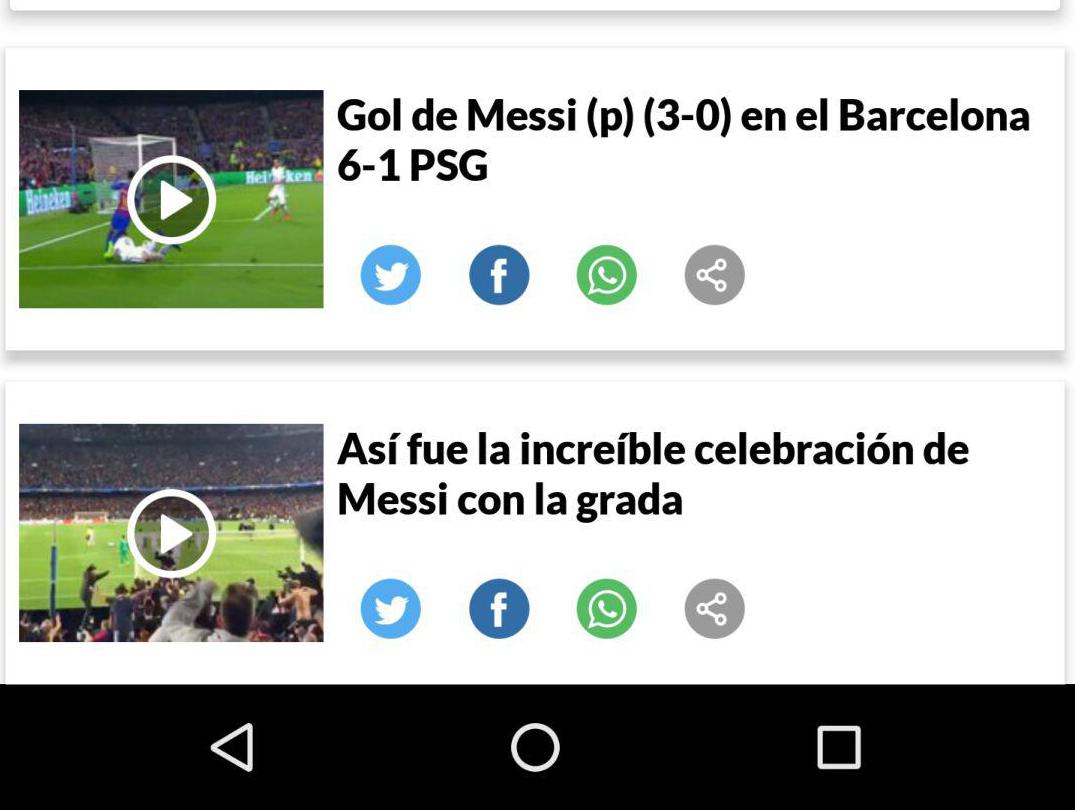 Gol de Messi (p) (3-0) en el Barcelona
6-1 PSG
Heineken
Heineken
Así fue la increíble celebración de
Messi con la grada